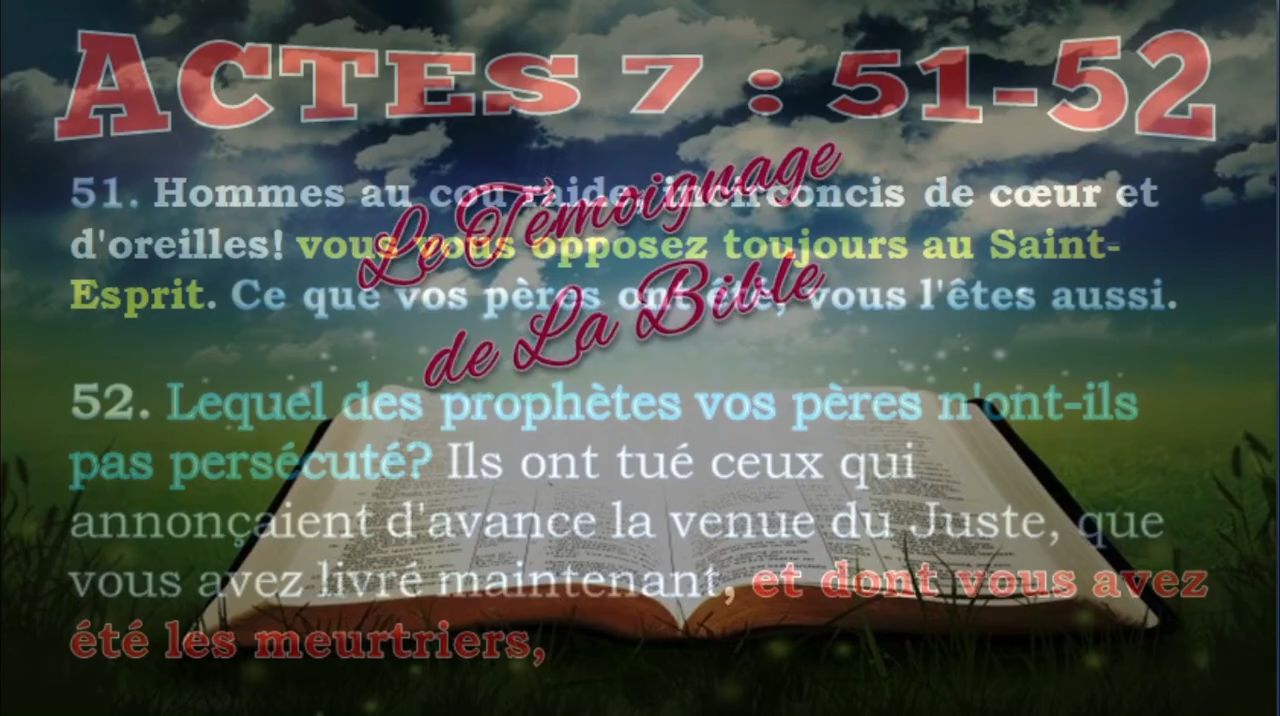 ACTES 7 : 51-52
51. Hommes au cou raide, incirconcis de cœur et
d'oreilles! vous vous opposez toujours au Saint-
Esprit. Ce que vos pères ont été, vous l'êtes aussi.
Le Témoignage
de La Bible
52. Lequel des prophètes vos pères n'ont-ils
pas persécuté? Ils ont tué ceux qui
annonçaient d'avance la venue du Juste, que
vous avez livré maintenant, et dont vous avez
été les meurtriers,